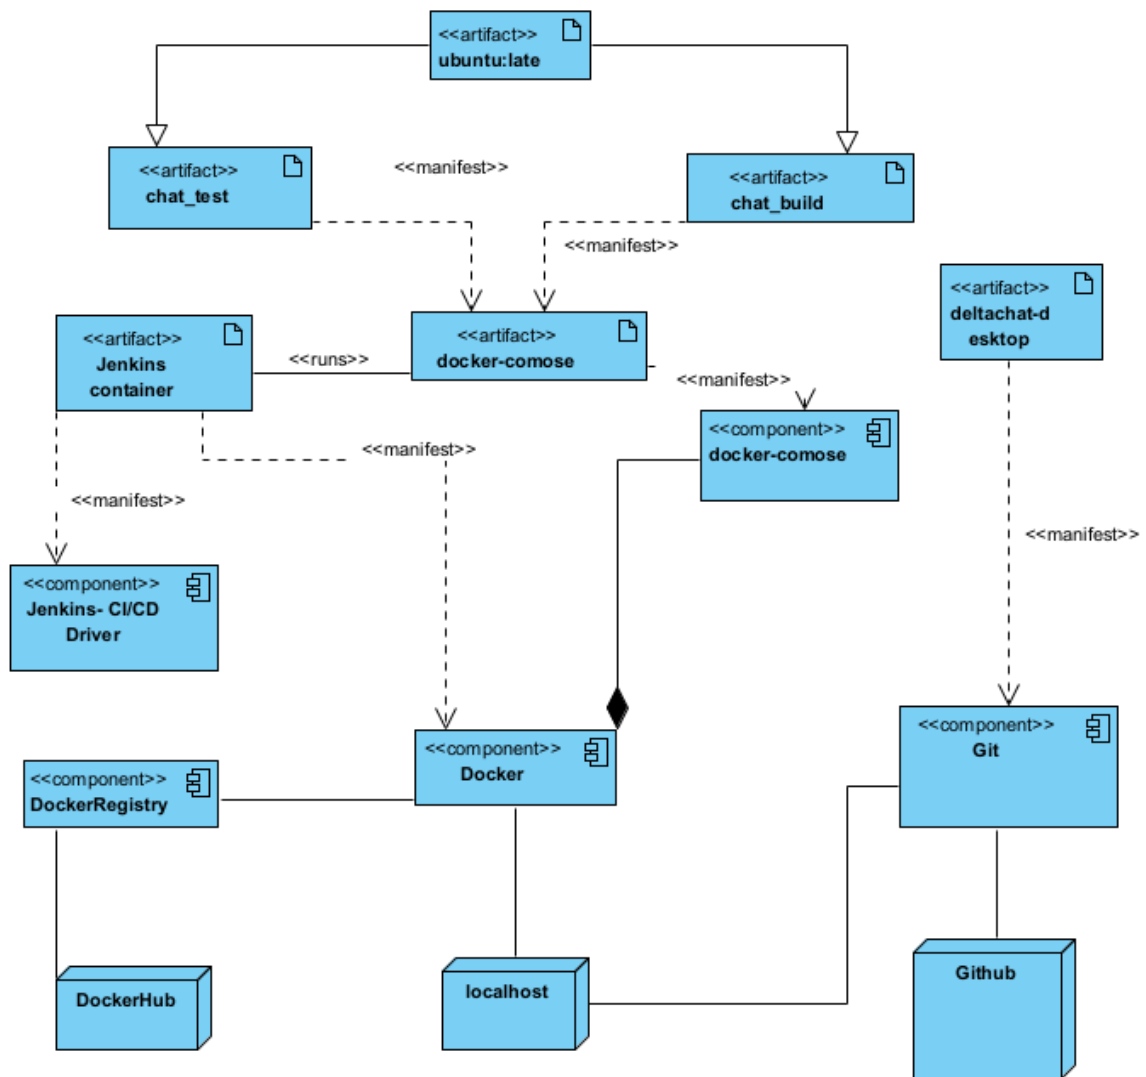 <<artifact>>
ubuntu:late
<<artifact>>
chat_test
<<manifest>>
<<artifact>>
chat_build
<<manifest>>
<<artifact>>
deltachat-d
esktop
<<artifact>>
Jenkins
container
<<runs>>
<<artifact>>
docker-comose
<<manifest>>
<<component>>
docker-comose
<<manifest>>
<<manifest>>
<<manifest>>
<<component>>
Jenkins- CI/CD
Driver
<<component>>
Docker
<<component>>
Git
<<component>>
DockerRegistry
DockerHub
localhost
Github